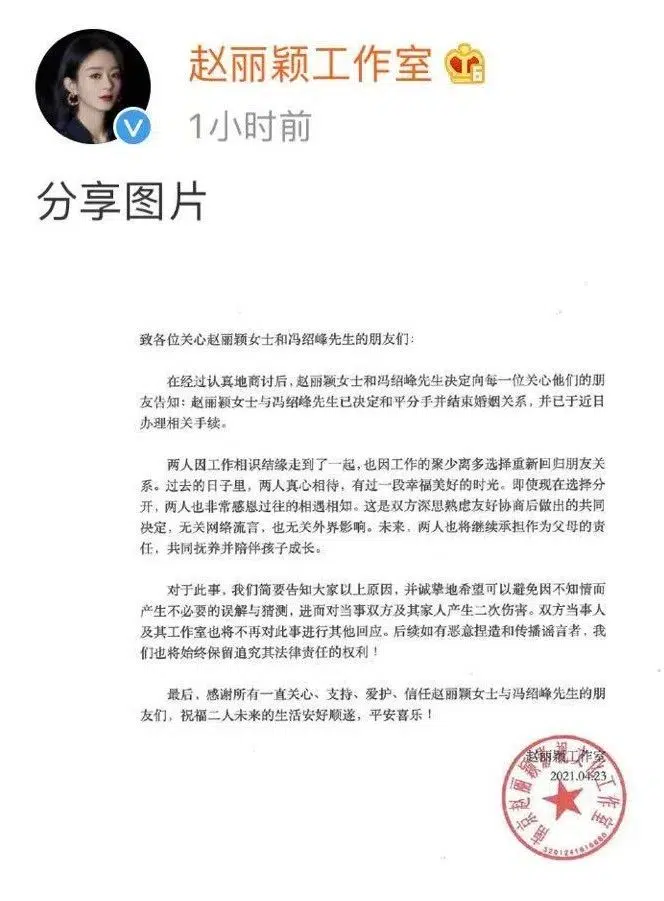 赵丽颖工作室
1小时前
分享图片
致各位关心赵丽颖女士和冯绍峰先生的朋友们：
在经过认真地商讨后，赵丽颖女士和冯绍峰先生决定向每一位关心他们的朋
友告知：赵丽颖女士与冯绍峰先生已决定和平分手并结束婚姻关系，并已于近日
办理相关手续。
两人因工作相识结缘走到了一起，也因工作的聚少离多选择重新回归朋友关
系。过去的日子里，两人真心相待，有过一段幸福美好的时光。即使现在选择分
开，两人也非常感恩过往的相遇相知。这是双方深思熟虑友好协商后做出的共同
决定，无关网络流言，也无关外界影响。未来，两人也将继续承担作为父母的责
任，共同抚养并陪伴孩子成长。
对于此事，我们简要告知大家以上原因，并诚挚地希望可以避免因不知情而
产生不必要的误解与猜测，进而对当事双方及其家人产生二次伤害。双方当事人
及其工作室也将不再对此事进行其他回应。后续如有恶意捏造和传播谣言者，我
们也将始终保留追究其法律责任的权利！
最后，感谢所有一直关心、支持、爱护、信任赵丽颖女士与冯绍峰先生的朋
友们，祝福二人未来的生活安好顺遂，平安喜乐！
赵丽颖工作室
2021.04.23